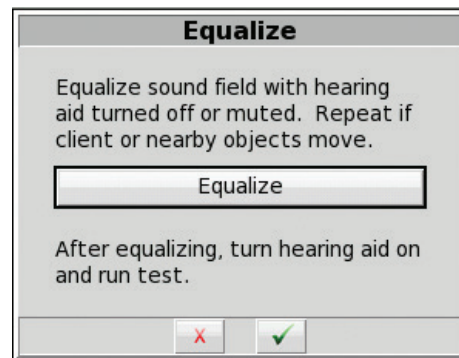 Equalize
Equalize sound field with hearing
aid turned off or muted. Repeat if
client or nearby objects move.
Equalize
After equalizing, turn hearing aid on
and run test.
X